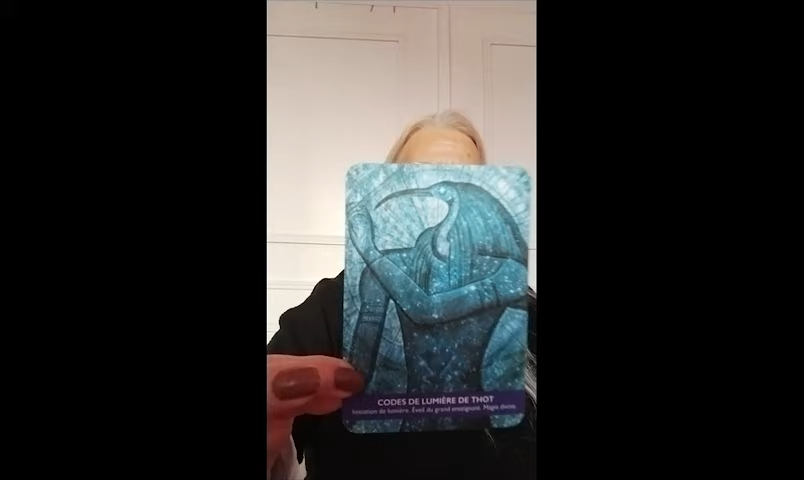 CODES DE LUMIÈRE DE THOT
Initiation de lumière. Éveil du grand enseignant. Magie divine.